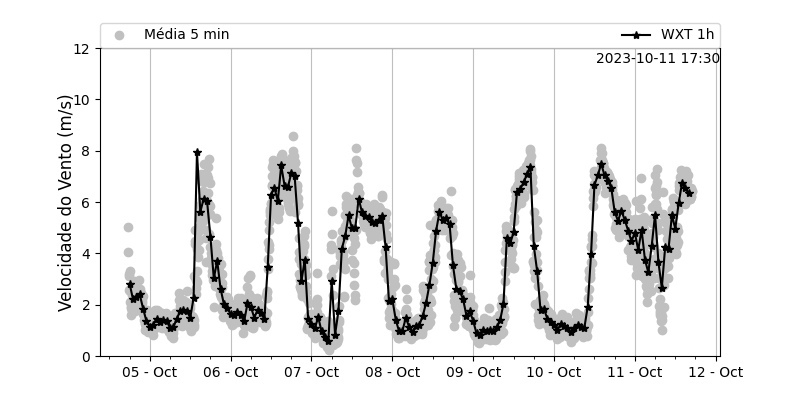 Média 5 min
WXT 1h
2023-10-11 17:30
Velocidade do Vento (m/s)
12
10
8
6
4
2
0
05 - Oct
06 - Oct
07 - Oct
08 - Oct
09 - Oct
10 - Oct
11 - Oct
12 - Oct